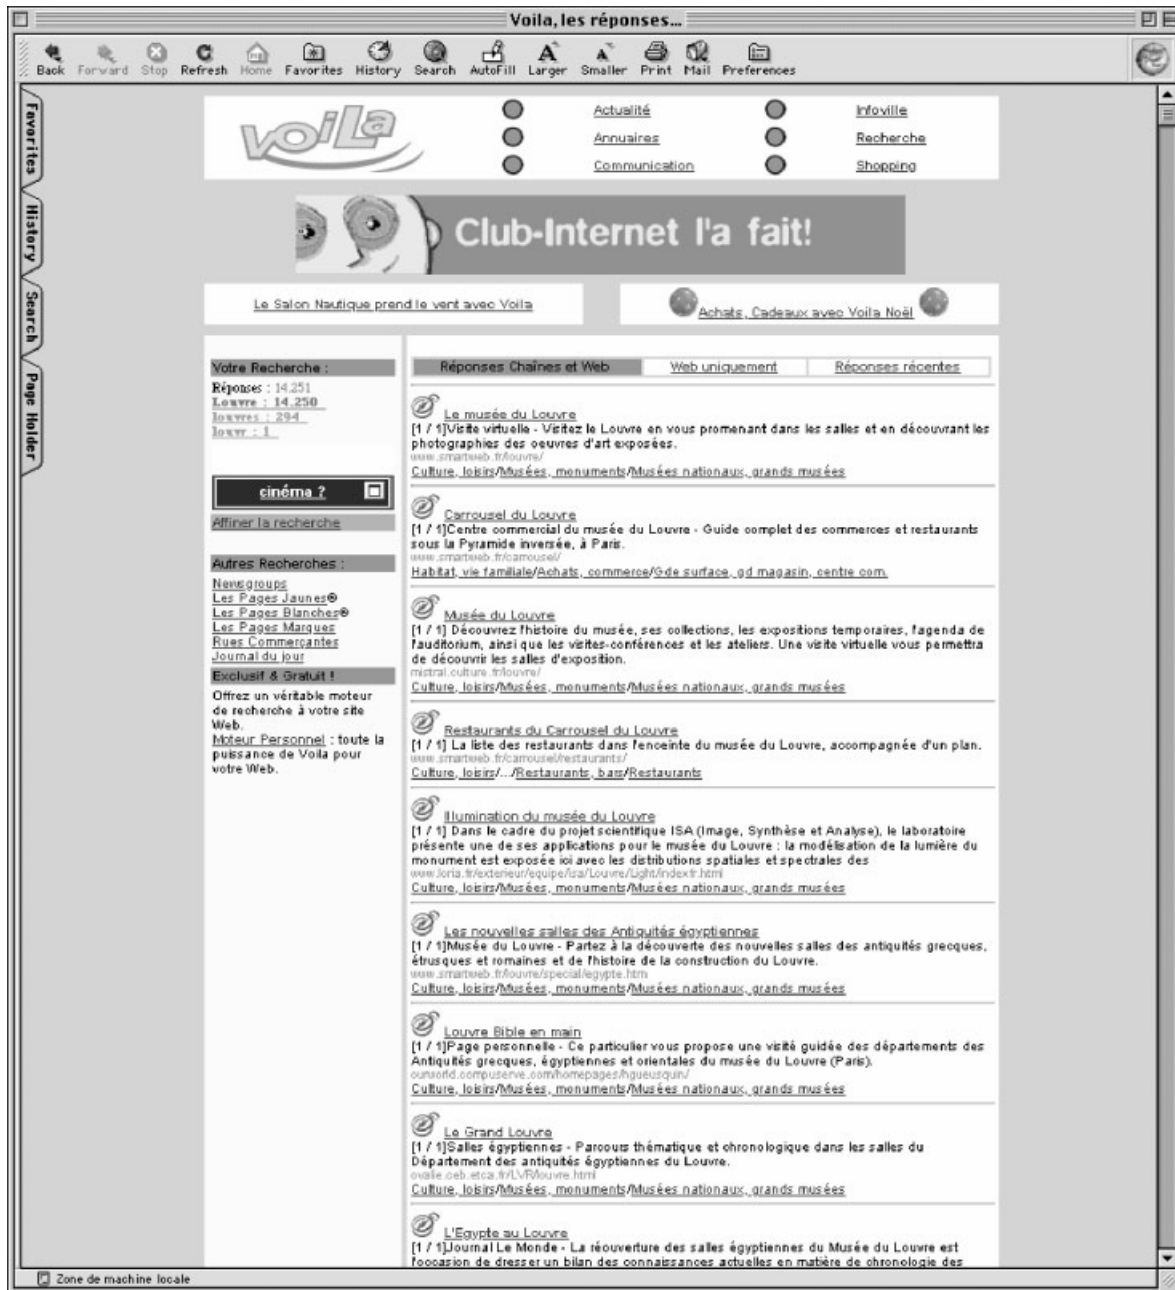 Voila, les réponses...
Back Forward Stop Refresh Home Favorites History Search AutoFill Larger Smaller Print Mail Preferences
Favorites
History
Search
Page Holder
voiLa
Actualité Infoville
Annuaires Recherche
Communication Shopping
Club-Internet l'a fait!
Le Salon Nautique prend le vent avec Voila
Achats, Cadeaux avec Voila Noël
Votre Recherche :
Réponses : 14.251
Louvre : 14.250
louvres : 294
louvr : 1
cinéma ?
Affiner la recherche
Autres Recherches :
Newsgroups
Les Pages Jaunes®
Les Pages Blanches®
Les Pages Marques
Rues Commerçantes
Journal du jour
Exclusif & Gratuit !
Offrez un véritable moteur
de recherche à votre site
Web.
Moteur Personnel : toute la
puissance de Voila pour
votre Web.
Réponses Chaînes et Web Web uniquement Réponses récentes
Le musée du Louvre
[1 / 1]Visite virtuelle - Visitez le Louvre en vous promenant dans les salles et en découvrant les
photographies des oeuvres d'art exposées.
www.smartweb.fr/louvre/
Culture, loisirs/Musées, monuments/Musées nationaux, grands musées
Carrousel du Louvre
[1 / 1]Centre commercial du musée du Louvre - Guide complet des commerces et restaurants
sous la Pyramide inversée, à Paris.
www.smartweb.fr/carrousel/
Habitat, vie familiale/Achats, commerce/Gde surface, gd magasin, centre com.
Musée du Louvre
[1 / 1] Découvrez l'histoire du musée, ses collections, les expositions temporaires, l'agenda de
l'auditorium, ainsi que les visites-conférences et les ateliers. Une visite virtuelle vous permettra
de découvrir les salles d'exposition.
mistral.culture.fr/louvre/
Culture, loisirs/Musées, monuments/Musées nationaux, grands musées
Restaurants du Carrousel du Louvre
[1 / 1] La liste des restaurants dans l'enceinte du musée du Louvre, accompagnée d'un plan.
www.smartweb.fr/carrousel/restaurants/
Culture, loisirs/.../Restaurants, bars/Restaurants
Illumination du musée du Louvre
[1 / 1] Dans le cadre du projet scientifique ISA (Image, Synthèse et Analyse), le laboratoire
présente une de ses applications pour le musée du Louvre : la modélisation de la lumière du
monument est exposée ici avec les distributions spatiales et spectrales des
www.loria.fr/exterieur/equipe/isa/Louvre/Light/indexfr.html
Culture, loisirs/Musées, monuments/Musées nationaux, grands musées
Les nouvelles salles des Antiquités égyptiennes
[1 / 1]Musée du Louvre - Partez à la découverte des nouvelles salles des antiquités grecques,
étrusques et romaines et de l'histoire de la construction du Louvre.
www.smartweb.fr/louvre/special/egypte.htm
Culture, loisirs/Musées, monuments/Musées nationaux, grands musées
Louvre Bible en main
[1 / 1]Page personnelle - Ce particulier vous propose une visité guidée des départements des
Antiquités grecques, égyptiennes et orientales du musée du Louvre (Paris).
ourworld.compuserve.com/homepages/hgueusquin/
Culture, loisirs/Musées, monuments/Musées nationaux, grands musées
Le Grand Louvre
[1 / 1]Salles égyptiennes - Parcours thématique et chronologique dans les salles du
Département des antiquités égyptiennes du Louvre.
ovalie.ceb.etca.fr/LVR/louvre.html
Culture, loisirs/Musées, monuments/Musées nationaux, grands musées
L'Egypte au Louvre
[1 / 1]Journal Le Monde - La réouverture des salles égyptiennes du Musée du Louvre est
l'occasion de dresser un bilan des connaissances actuelles en matière de chronologie des
Zone de machine locale